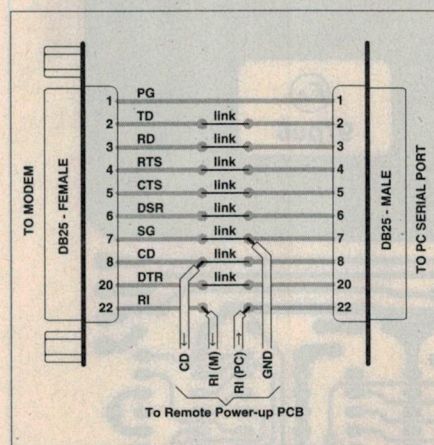 TO MODEM
DB25 - FEMALE
DB25 - MALE
TO PC SERIAL PORT
1 PG 1
2 TD link 2
3 RD link 3
4 RTS link 4
5 CTS link 5
6 DSR link 6
7 SG link 7
8 CD link 8
20 DTR link 20
22 RI 22
CD ↓
RI (M) ↓
RI (PC) ↑
GND
To Remote Power-up PCB